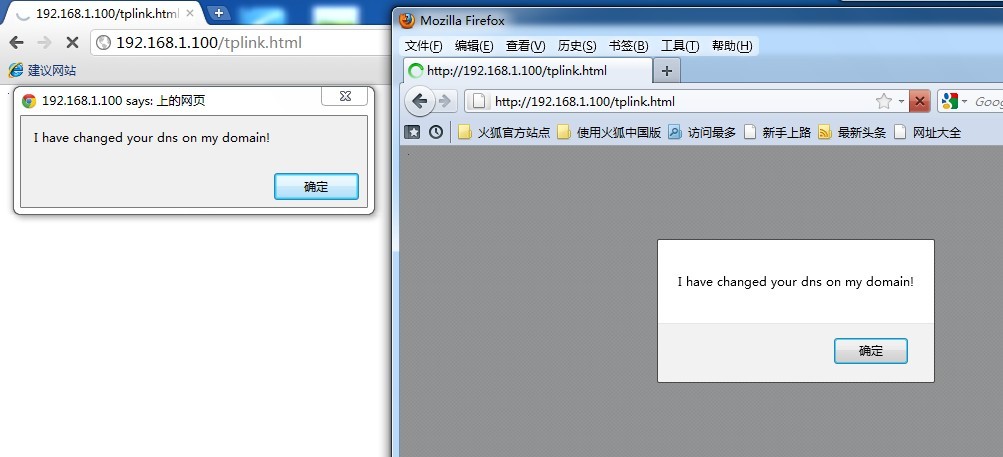 192.168.1.100/tplink.html
192.168.1.100/tplink.html
建议网站
192.168.1.100 says: 上的网页
I have changed your dns on my domain!
确定
Mozilla Firefox
文件(F) 编辑(E) 查看(V) 历史(S) 书签(B) 工具(T) 帮助(H)
http://192.168.1.100/tplink.html
http://192.168.1.100/tplink.html
Goo
火狐官方站点 使用火狐中国版 访问最多 新手上路 最新头条 网址大全
I have changed your dns on my domain!
确定